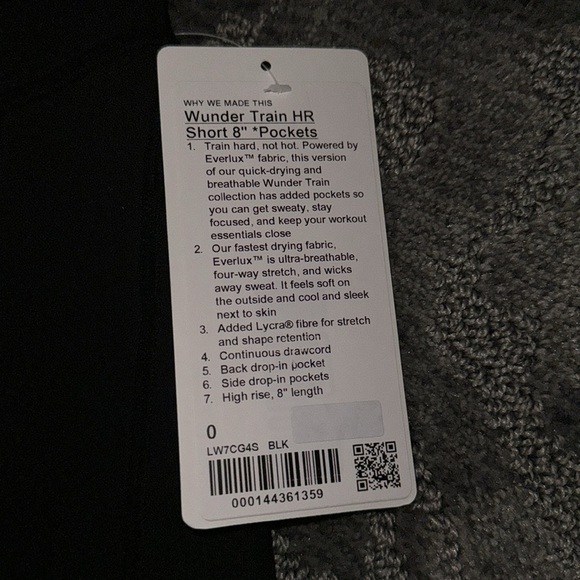 WHY WE MADE THIS
Wunder Train HR
Short 8" *Pockets
1. Train hard, not hot. Powered by
Everlux™ fabric, this version
of our quick-drying and
breathable Wunder Train
collection has added pockets so
you can get sweaty, stay
focused, and keep your workout
essentials close
2. Our fastest drying fabric,
Everlux™ is ultra-breathable,
four-way stretch, and wicks
away sweat. It feels soft on
the outside and cool and sleek
next to skin
3. Added Lycra® fibre for stretch
and shape retention
4. Continuous drawcord
5. Back drop-in pocket
6. Side drop-in pockets
7. High rise, 8" length
0
LW7CG4S BLK
000144361359